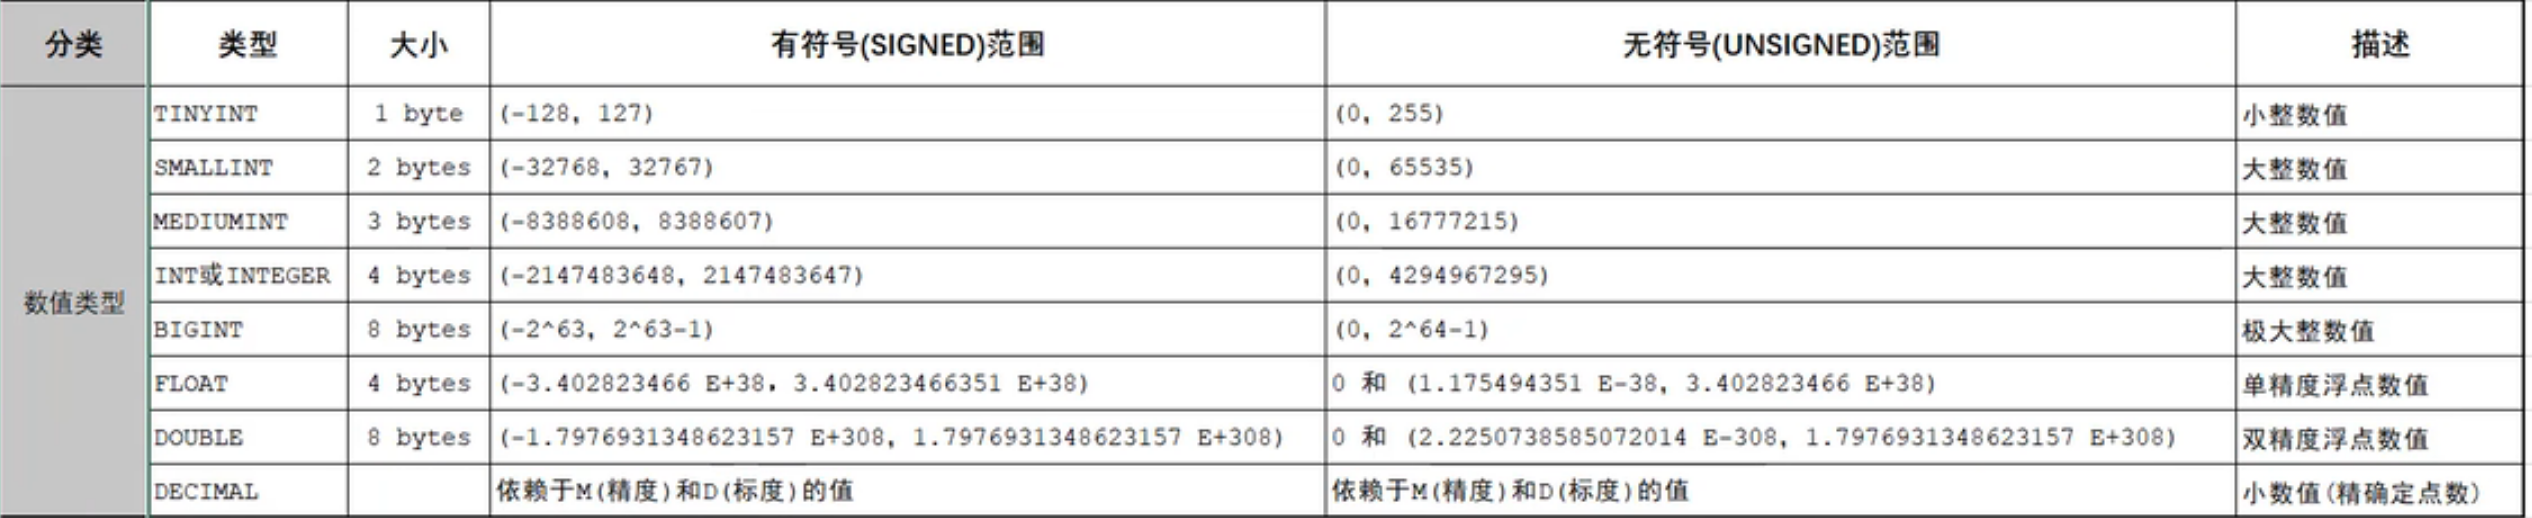 分类 类型 大小 有符号(SIGNED)范围 无符号(UNSIGNED)范围 描述
数值类型
TINYINT 1 byte (-128, 127) (0, 255) 小整数值
SMALLINT 2 bytes (-32768, 32767) (0, 65535) 大整数值
MEDIUMINT 3 bytes (-8388608, 8388607) (0, 16777215) 大整数值
INT或INTEGER 4 bytes (-2147483648, 2147483647) (0, 4294967295) 大整数值
BIGINT 8 bytes (-2^63, 2^63-1) (0, 2^64-1) 极大整数值
FLOAT 4 bytes (-3.402823466 E+38, 3.402823466351 E+38) 0 和 (1.175494351 E-38, 3.402823466 E+38) 单精度浮点数值
DOUBLE 8 bytes (-1.7976931348623157 E+308, 1.7976931348623157 E+308) 0 和 (2.2250738585072014 E-308, 1.7976931348623157 E+308) 双精度浮点数值
DECIMAL 依赖于M(精度)和D(标度)的值 依赖于M(精度)和D(标度)的值 小数值(精确定点数)